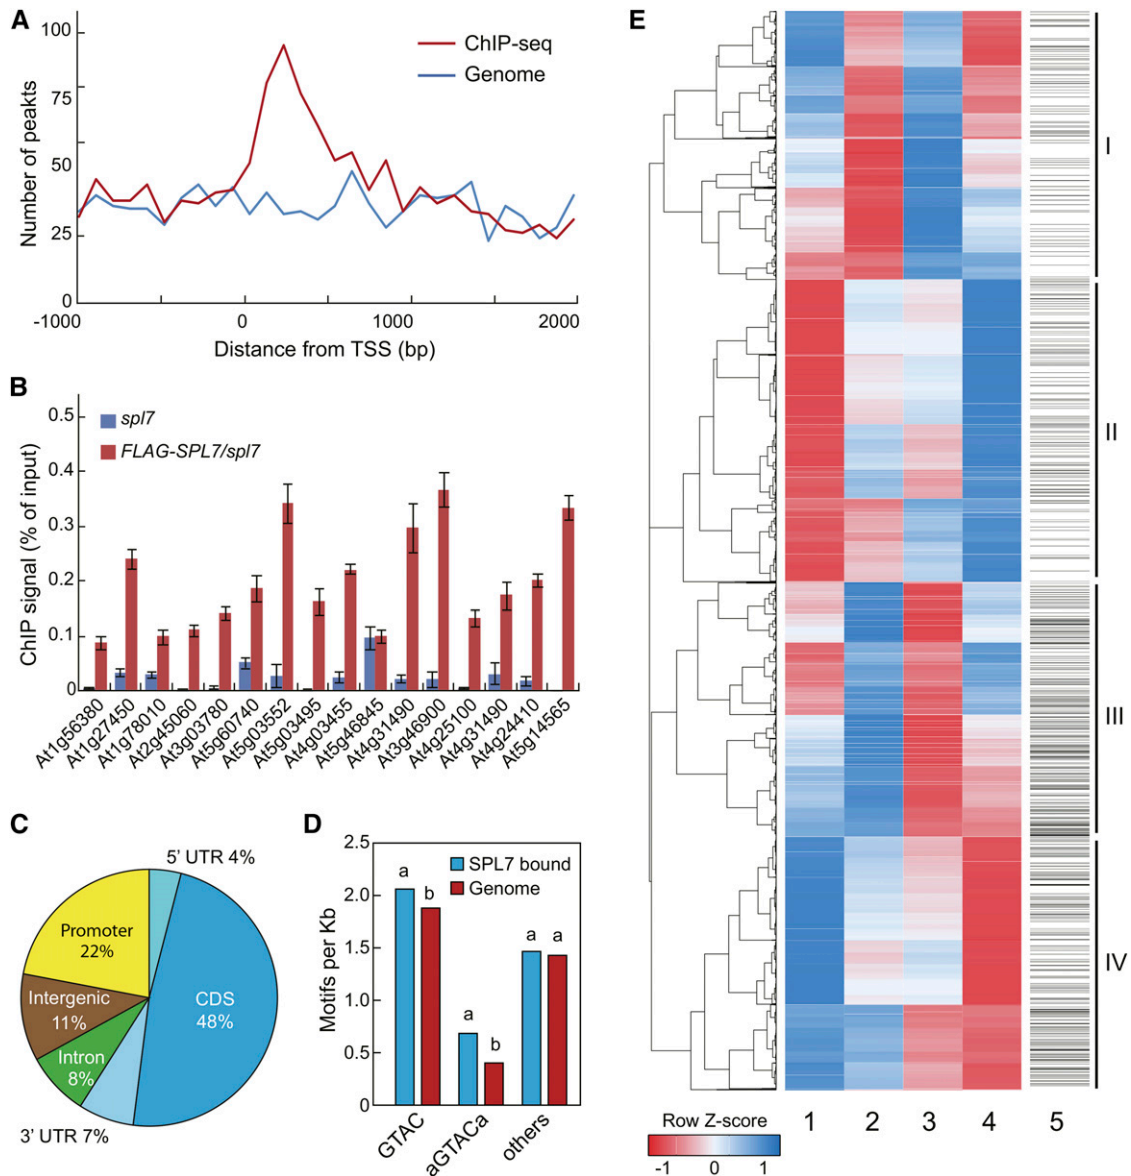 A
100
75
50
25
0
Number of peakts
ChIP-seq
Genome
-1000
0
1000
2000
Distance from TSS (bp)
B
0.5
0.4
0.3
0.2
0.1
0
ChIP signal (% of input)
spl7
FLAG-SPL7/spl7
At1g56380
At1g27450
At1g78010
At2g45060
At3g03780
At5g60740
At5g03552
At5g03495
At4g03455
At5g46845
At4g31490
At3g46900
At4g25100
At4g31490
At4g24410
At5g14565
C
5' UTR 4%
Promoter
22%
Intergenic
11%
Intron
8%
CDS
48%
3' UTR 7%
D
2.5
2.0
1.5
1.0
0.5
0
Motifs per Kb
SPL7 bound
Genome
a
b
a
b
a
a
GTAC
aGTACa
others
E
I
II
III
IV
1
2
3
4
5
Row Z-score
-1
0
1